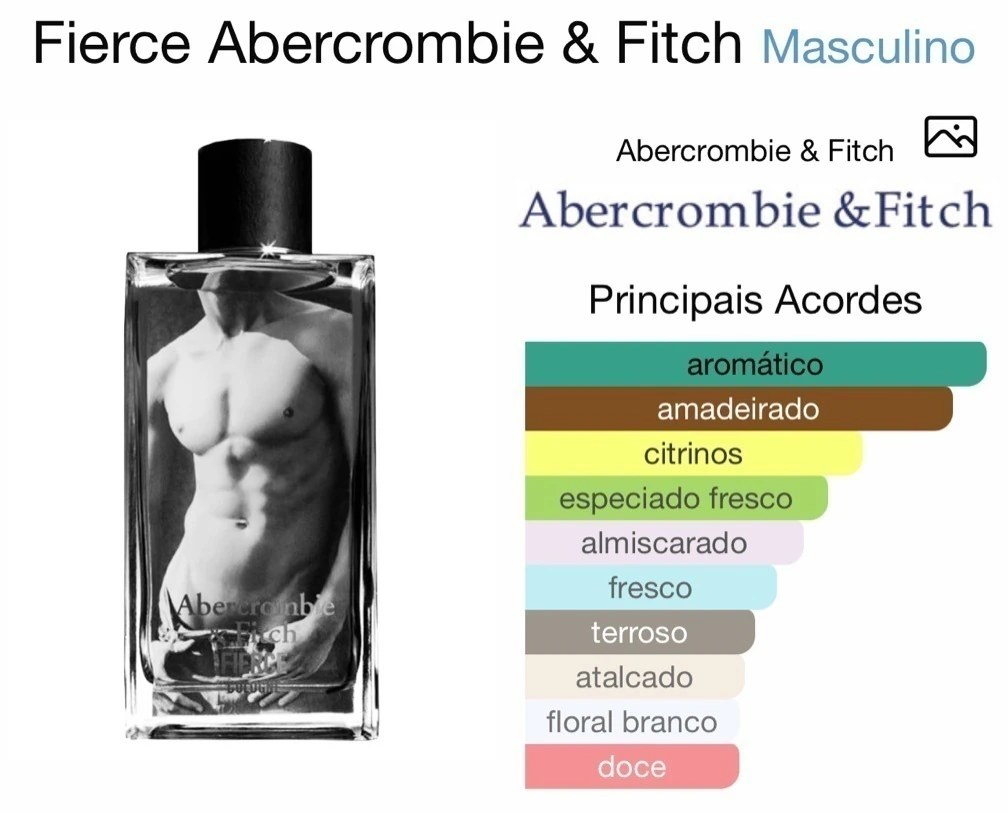 Fierce Abercrombie & Fitch Masculino
Abercrombie & Fitch
Abercrombie & Fitch
Principais Acordes
aromático
amadeirado
citrinos
especiado fresco
almiscarado
fresco
terroso
atalcado
floral branco
doce
Abercrombie
& Fitch
FIERCE
COLOGNE